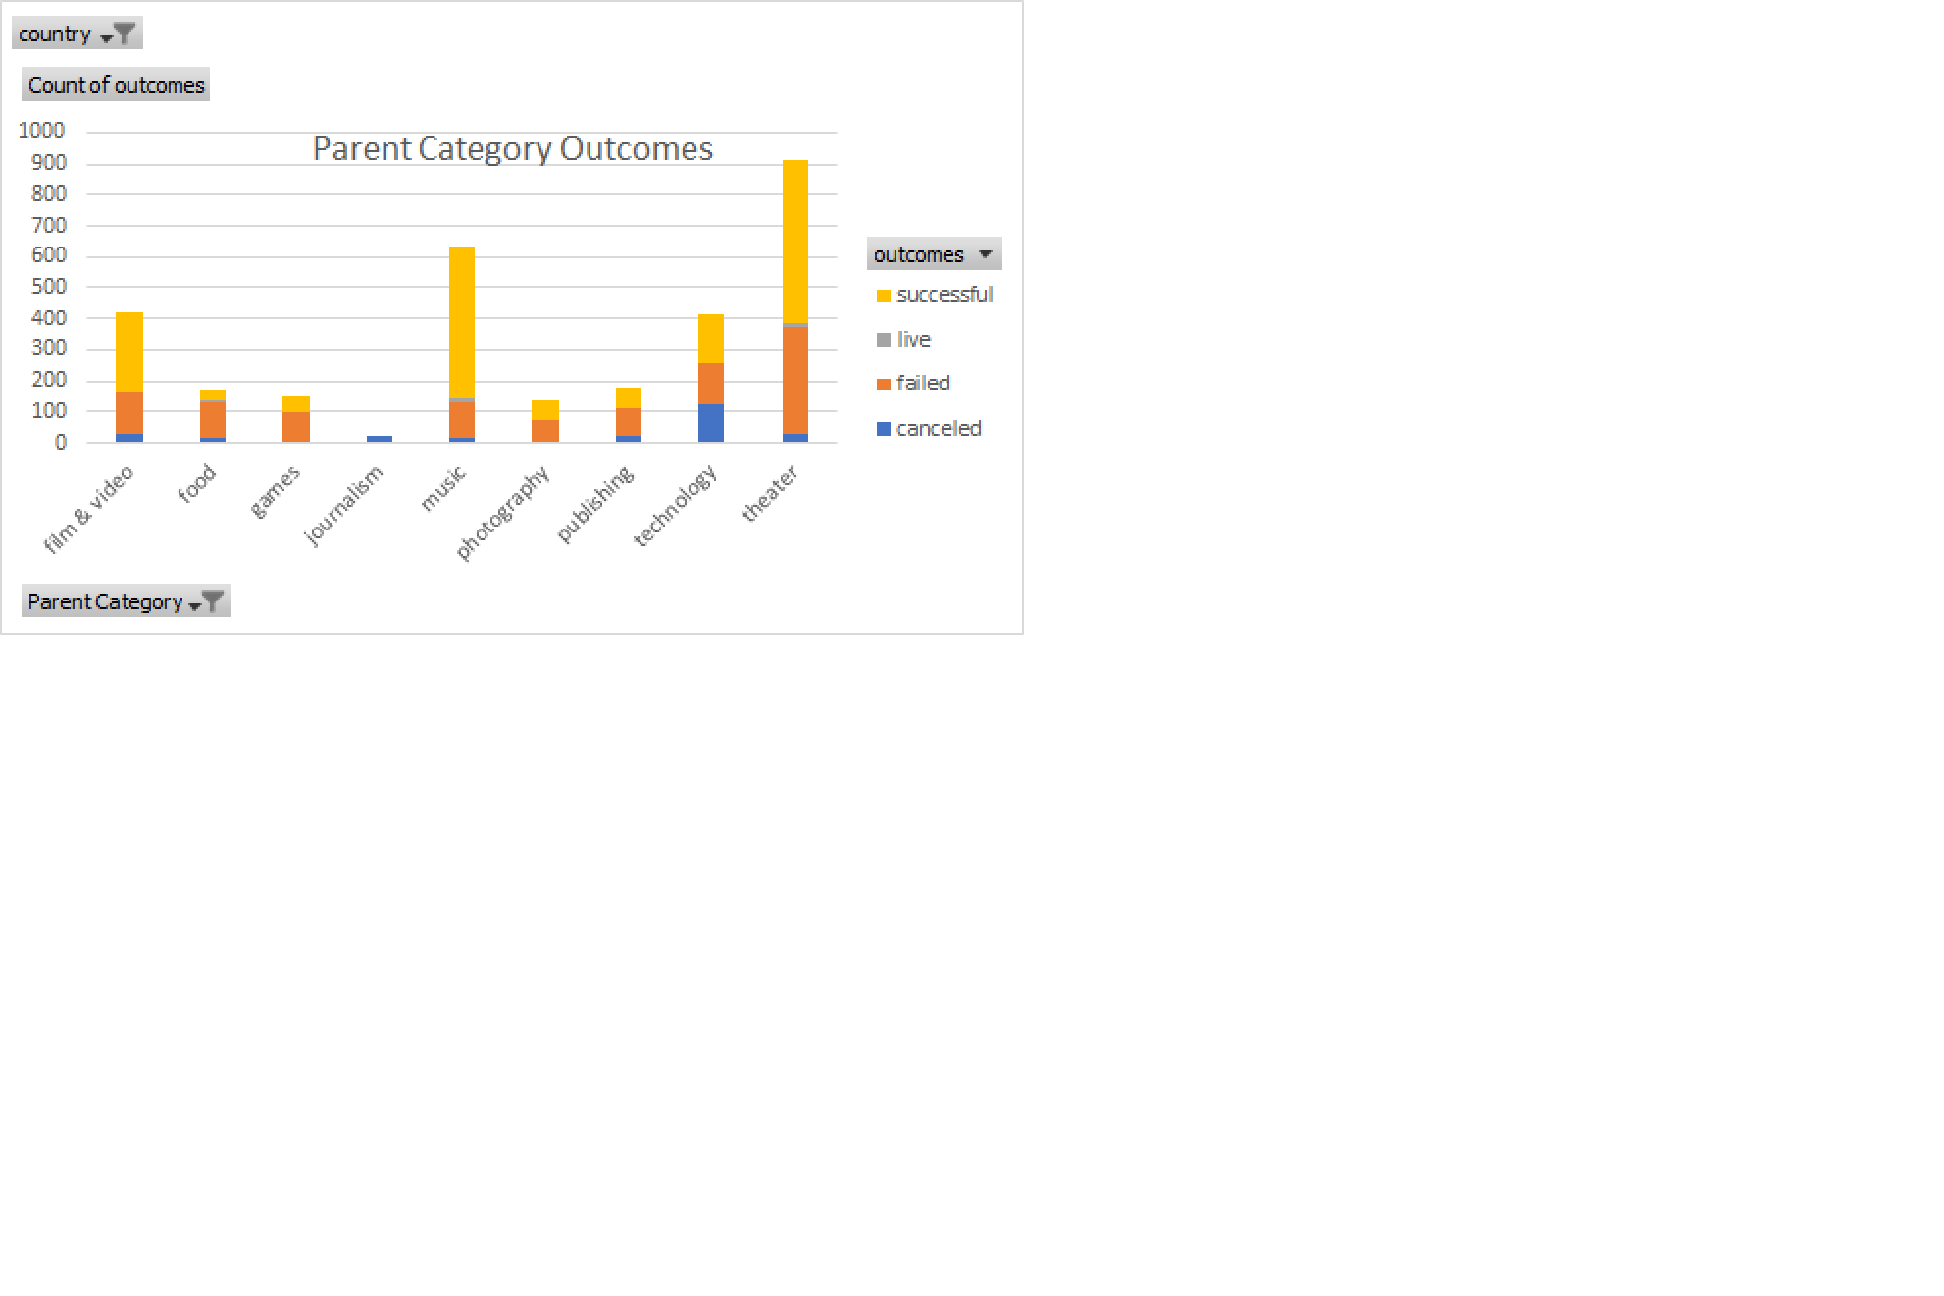 country
Count of outcomes
Parent Category Outcomes
1000
900
800
700
600
500
400
300
200
100
0
film & video
food
games
journalism
music
photography
publishing
technology
theater
outcomes
successful
live
failed
canceled
Parent Category